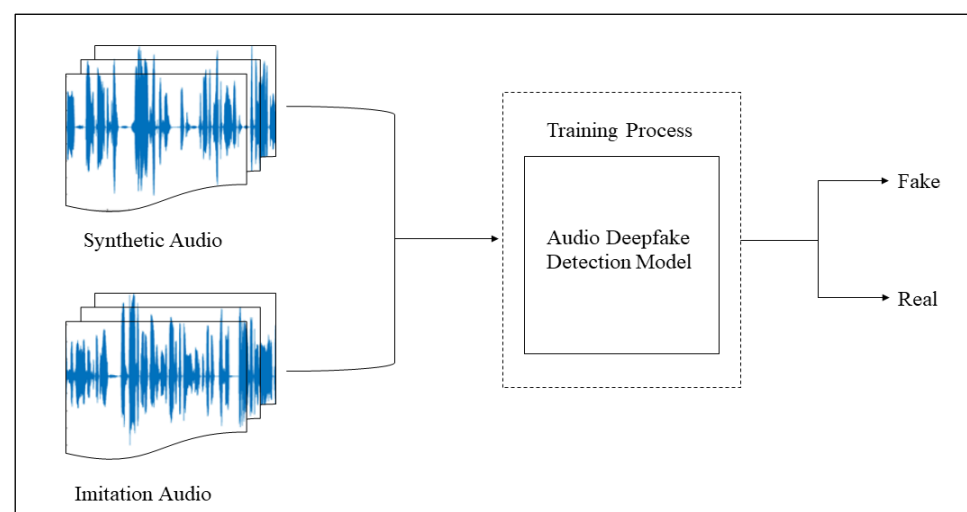 Synthetic Audio
Imitation Audio
Training Process
Audio Deepfake
Detection Model
Fake
Real